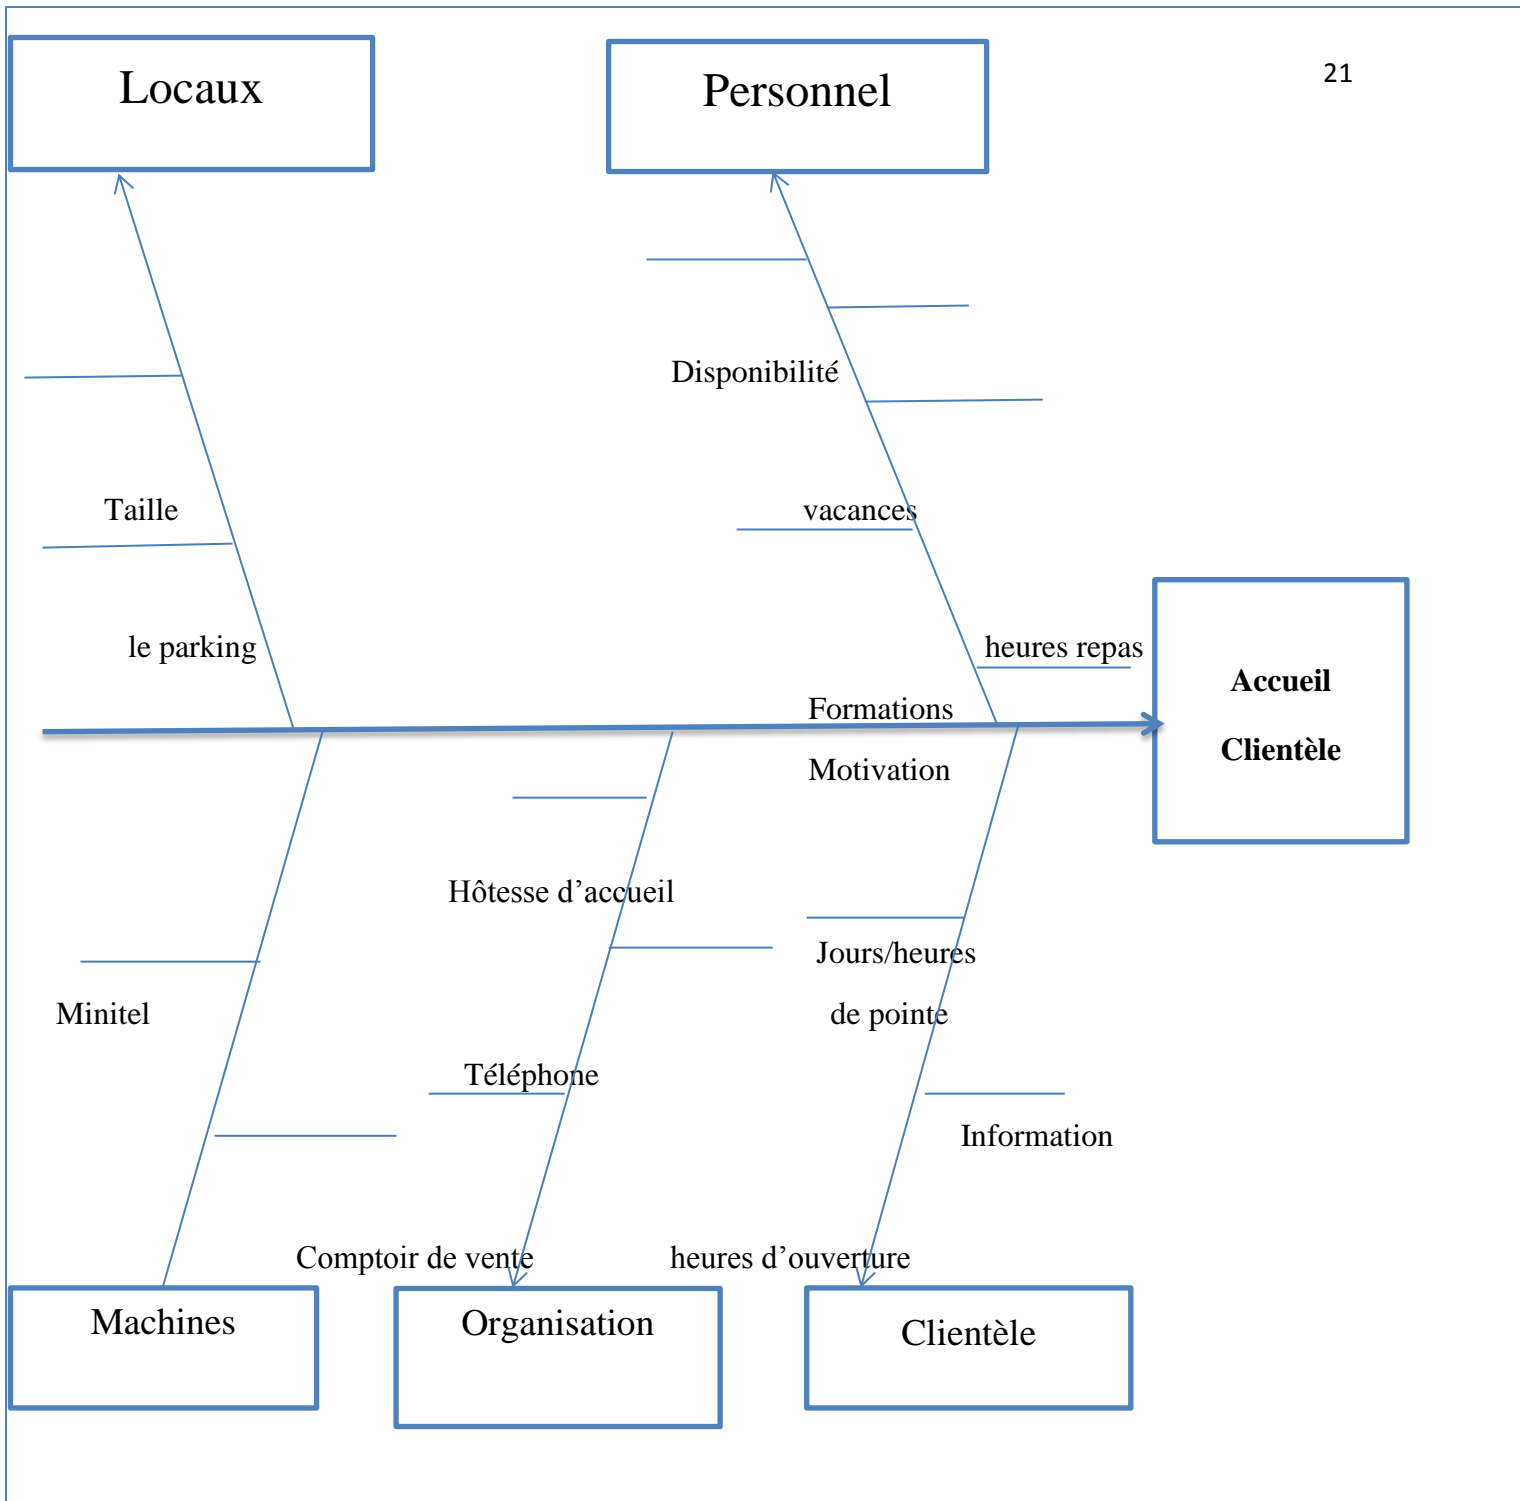 21
Locaux
Personnel
Disponibilité
Taille
vacances
le parking
heures repas
Accueil
Clientèle
Formations
Motivation
Hôtesse d’accueil
Jours/heures
de pointe
Minitel
Téléphone
Information
Comptoir de vente
heures d’ouverture
Machines
Organisation
Clientèle